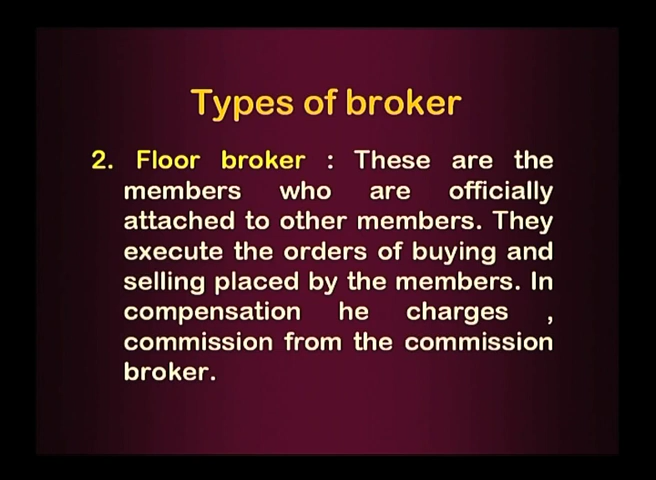 Types of broker
2. Floor broker : These are the
members who are officially
attached to other members. They
execute the orders of buying and
selling placed by the members. In
compensation he charges ,
commission from the commission
broker.